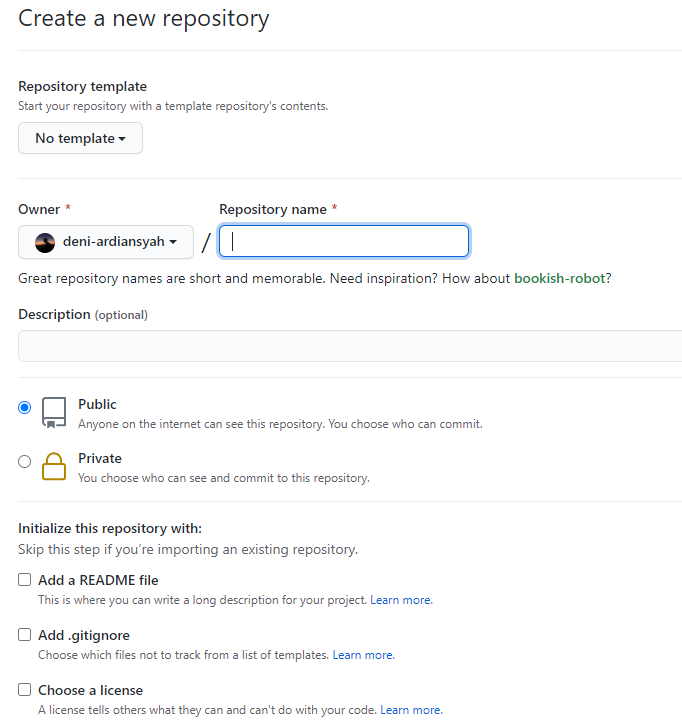 Create a new repository
Repository template
Start your repository with a template repository's contents.
No template
Owner *
Repository name *
deni-ardiansyah
/
Great repository names are short and memorable. Need inspiration? How about bookish-robot?
Description (optional)
Public
Anyone on the internet can see this repository. You choose who can commit.
Private
You choose who can see and commit to this repository.
Initialize this repository with:
Skip this step if you're importing an existing repository.
Add a README file
This is where you can write a long description for your project. Learn more.
Add .gitignore
Choose which files not to track from a list of templates. Learn more.
Choose a license
A license tells others what they can and can't do with your code. Learn more.